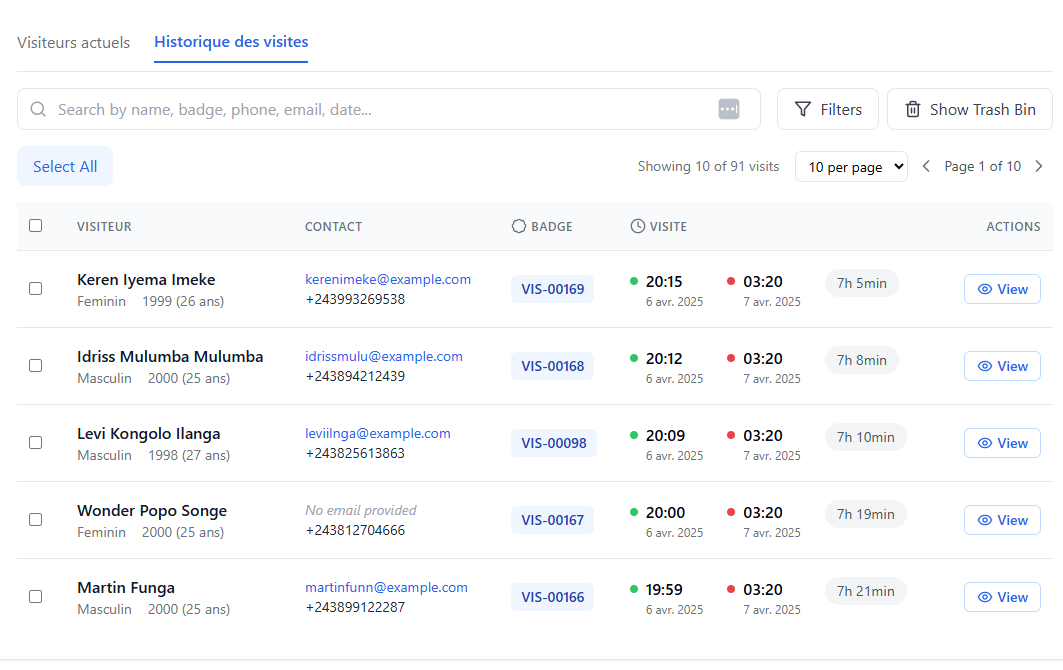 Visiteurs actuels Historique des visites
Search by name, badge, phone, email, date... Filters Show Trash Bin
Select All Showing 10 of 91 visits 10 per page Page 1 of 10
VISITEUR CONTACT BADGE VISITE ACTIONS
Keren Iyema Imeke kerenimeke@example.com VIS-00169 20:15 03:20 7h 5min View
Feminin 1999 (26 ans) +243993269538 6 avr. 2025 7 avr. 2025
Idriss Mulumba Mulumba idrissmulu@example.com VIS-00168 20:12 03:20 7h 8min View
Masculin 2000 (25 ans) +243894212439 6 avr. 2025 7 avr. 2025
Levi Kongolo Ilanga leviilnga@example.com VIS-00098 20:09 03:20 7h 10min View
Masculin 1998 (27 ans) +243825613863 6 avr. 2025 7 avr. 2025
Wonder Popo Songe No email provided VIS-00167 20:00 03:20 7h 19min View
Feminin 2000 (25 ans) +243812704666 6 avr. 2025 7 avr. 2025
Martin Funga martinfunn@example.com VIS-00166 19:59 03:20 7h 21min View
Masculin 2000 (25 ans) +243899122287 6 avr. 2025 7 avr. 2025